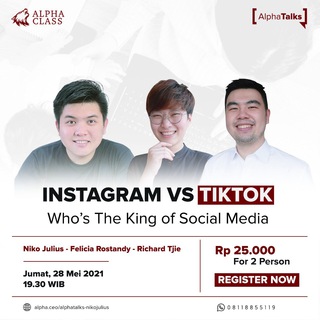 ALPHA
CLASS
[AlphaTalks]
INSTAGRAM VS TIKTOK
Who's The King of Social Media
Niko Julius - Felicia Rostandy - Richard Tjie
Jumat, 28 Mei 2021
19.30 WIB
Rp 25.000
For 2 Person
REGISTER NOW
alpha.ceo/alphatalks-nikojulius
08118855119